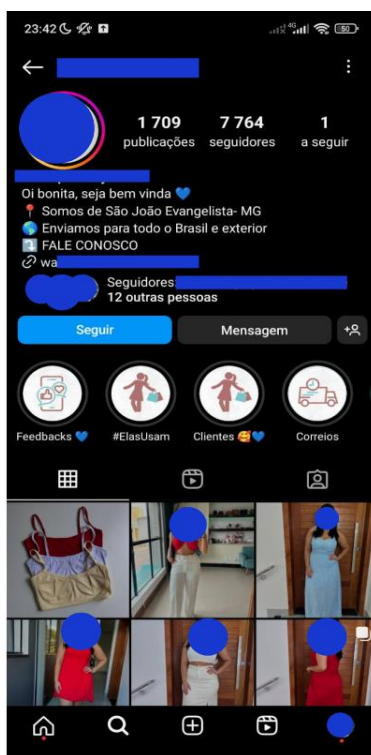 23:42
4G
50
1 709
7 764
1
publicações
seguidores
a seguir
Oi bonita, seja bem vinda 💙
📍 Somos de São João Evangelista- MG
🌎 Enviamos para todo o Brasil e exterior
⤵️ FALE CONOSCO
wa
Seguidores:
12 outras pessoas
Seguir
Mensagem
Feedbacks 💙
#ElasUsam
Clientes 🥰💙
Correios